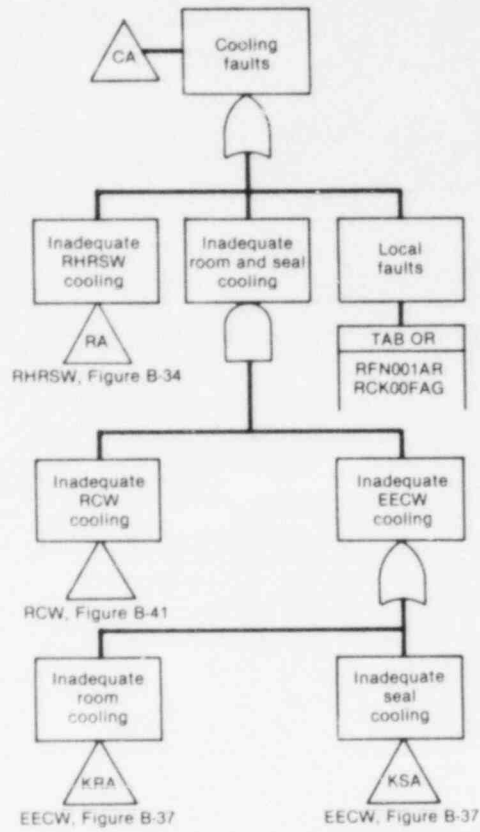 CA
Cooling
faults
Inadequate
RHRSW
cooling
Inadequate
room and seal
cooling
Local
faults
RA
RHRSW, Figure B-34
TAB OR
RFN001AR
RCK00FAG
Inadequate
RCW
cooling
Inadequate
EECW
cooling
RCW, Figure B-41
Inadequate
room
cooling
Inadequate
seal
cooling
KRA
KSA
EECW, Figure B-37
EECW, Figure B-37